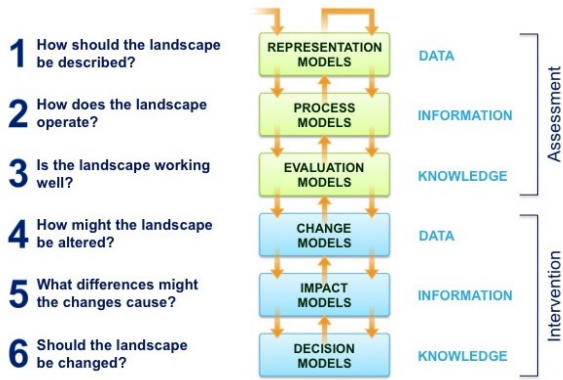 1 How should the landscape
be described?
REPRESENTATION
MODELS
DATA
2 How does the landscape
operate?
PROCESS
MODELS
INFORMATION
3 Is the landscape working
well?
EVALUATION
MODELS
KNOWLEDGE
Assessment
4 How might the landscape
be altered?
CHANGE
MODELS
DATA
5 What differences might
the changes cause?
IMPACT
MODELS
INFORMATION
6 Should the landscape
be changed?
DECISION
MODELS
KNOWLEDGE
Intervention